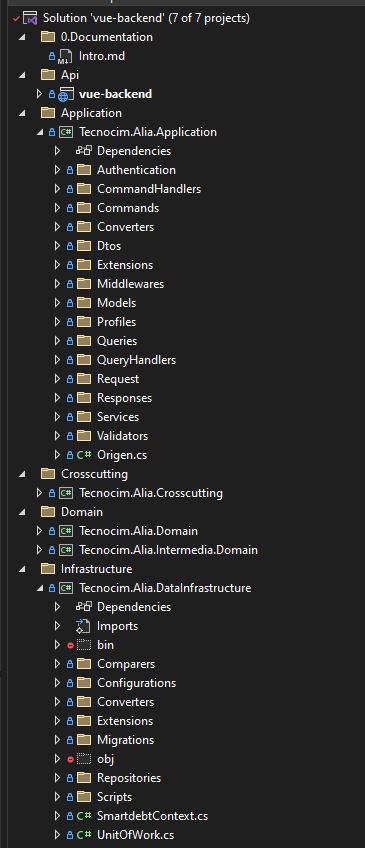 Solution 'vue-backend' (7 of 7 projects)
0.Documentation
Intro.md
Api
vue-backend
Application
Tecnocim.Alia.Application
Dependencies
Authentication
CommandHandlers
Commands
Converters
Dtos
Extensions
Middlewares
Models
Profiles
Queries
QueryHandlers
Request
Responses
Services
Validators
C# Origen.cs
Crosscutting
Tecnocim.Alia.Crosscutting
Domain
Tecnocim.Alia.Domain
Tecnocim.Alia.Intermedia.Domain
Infrastructure
Tecnocim.Alia.DataInfrastructure
Dependencies
Imports
bin
Comparers
Configurations
Converters
Extensions
Migrations
obj
Repositories
Scripts
C# SmartdebtContext.cs
C# UnitOfWork.cs